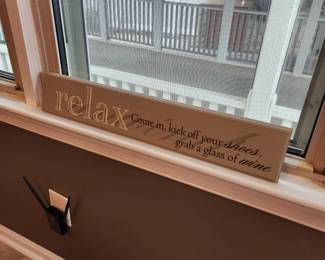 relax
Come in, kick off your shoes,
grab a glass of wine